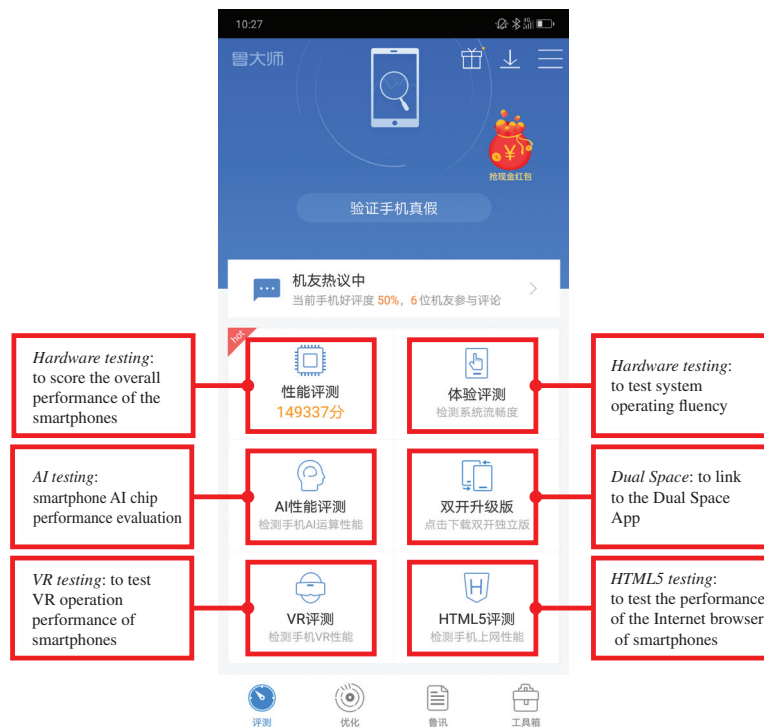 10:27
鲁大师
抢现金红包
验证手机真假
机友热议中
当前手机好评度 50%，6 位机友参与评论
hot
Hardware testing:
to score the overall
performance of the
smartphones
性能评测
149337分
体验评测
检测系统流畅度
Hardware testing:
to test system
operating fluency
AI testing:
smartphone AI chip
performance evaluation
AI性能评测
检测手机AI运算性能
双开升级版
点击下载双开独立版
Dual Space: to link
to the Dual Space
App
VR testing: to test
VR operation
performance of
smartphones
VR评测
检测手机VR性能
HTML5评测
检测手机上网性能
HTML5 testing:
to test the performance
of the Internet browser
of smartphones
评测
优化
鲁讯
工具箱